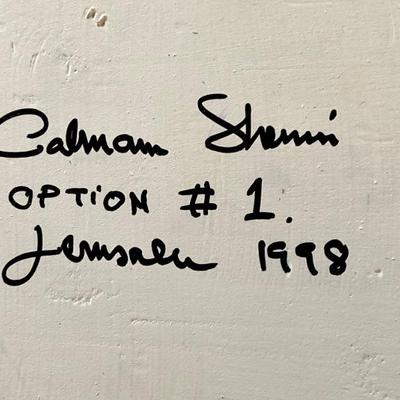 Calman Shemi
OPTION # 1.
Jerusalem 1998